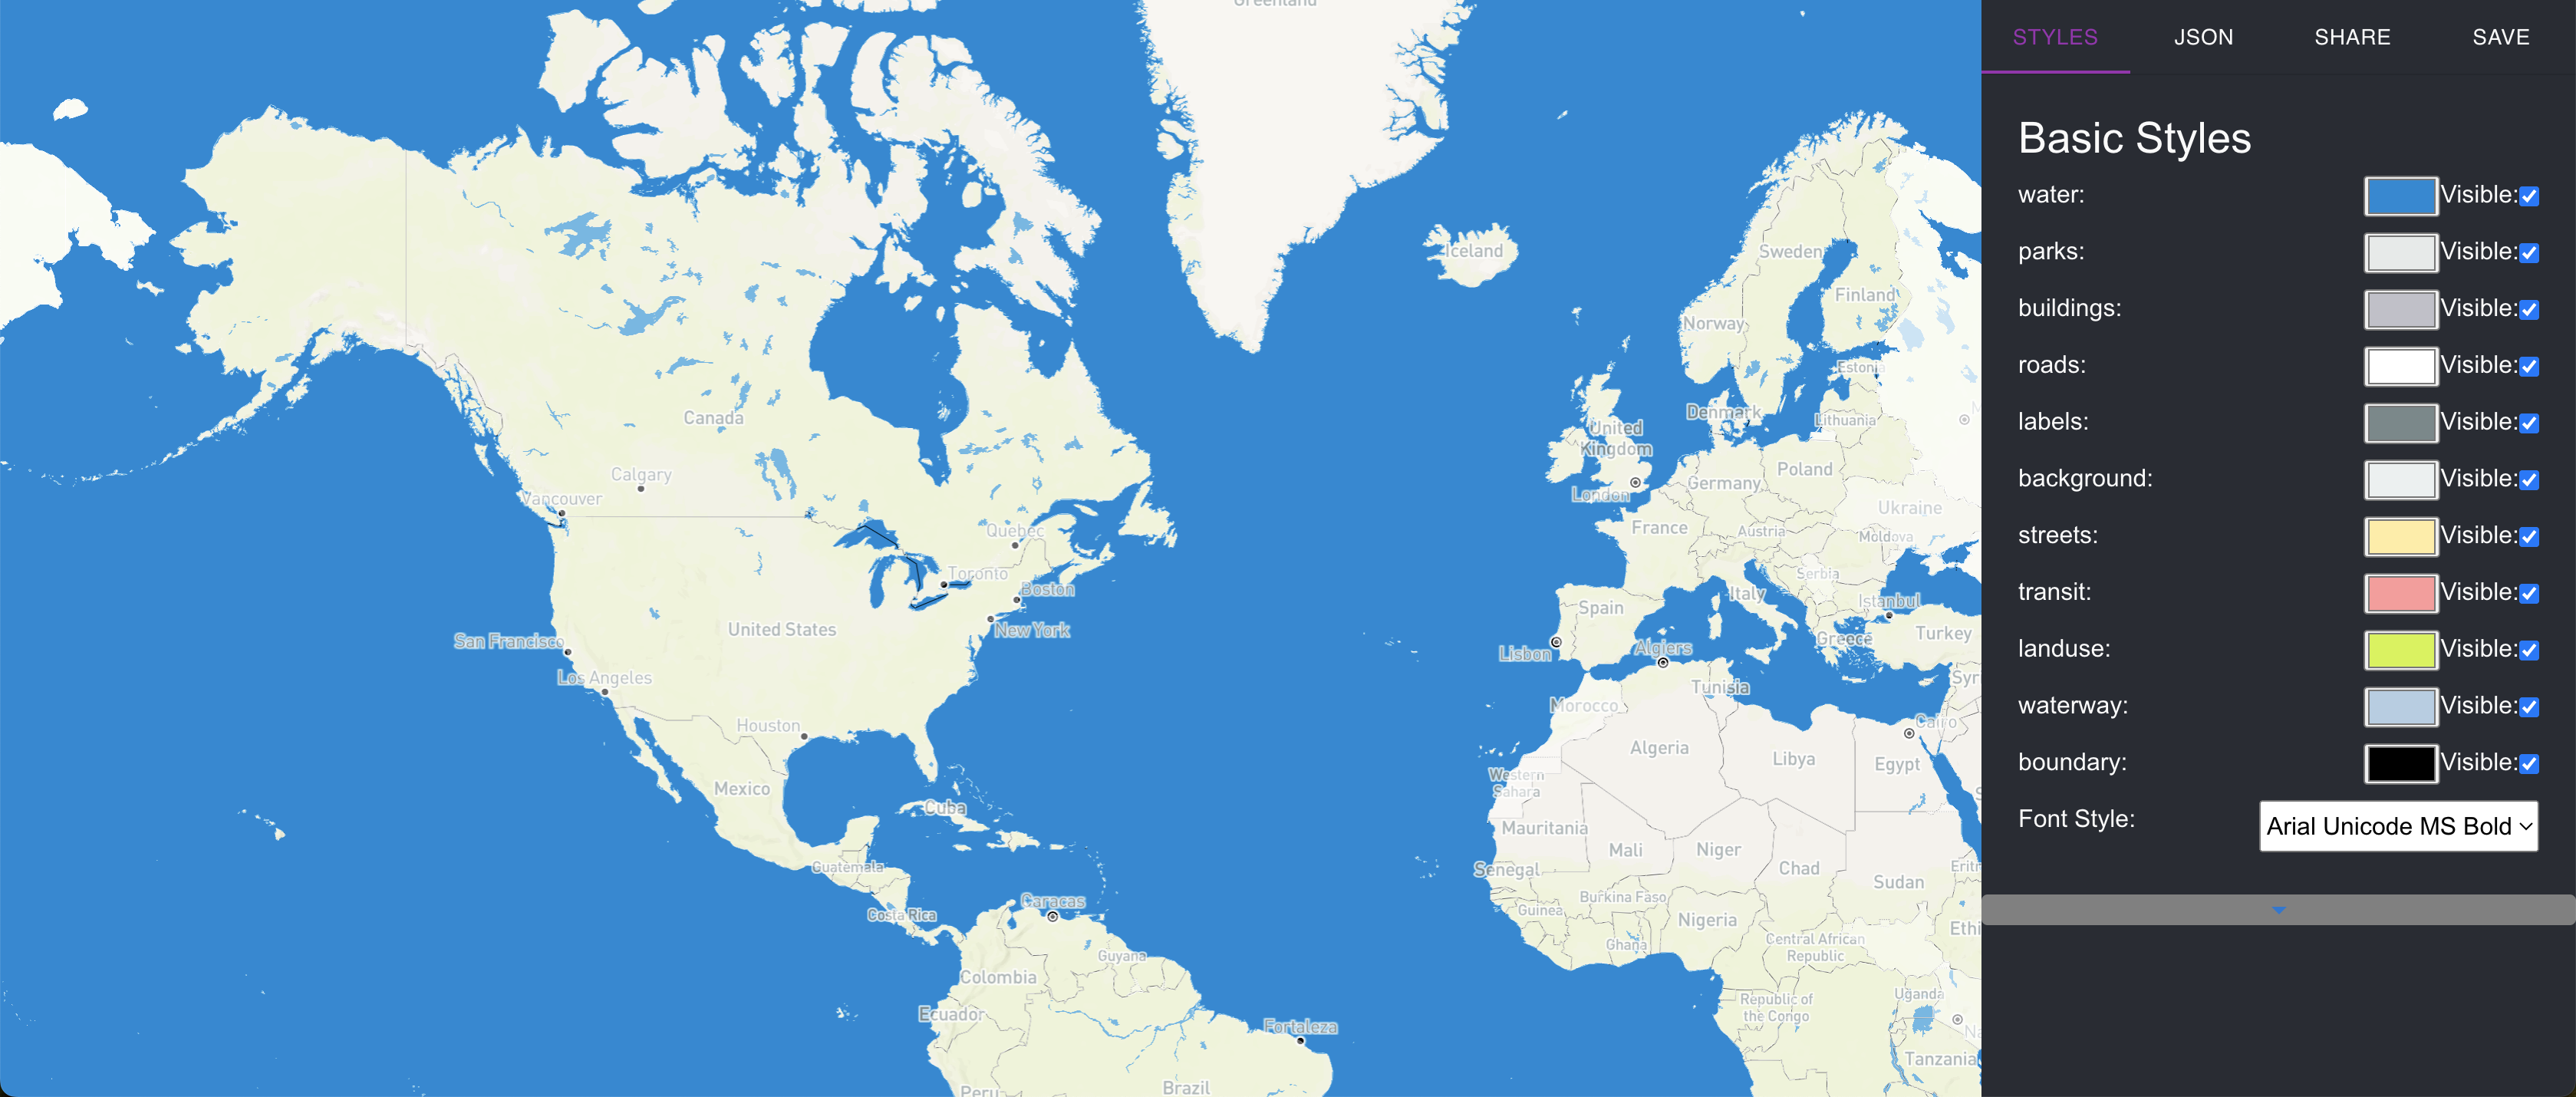 Greenland
STYLES
JSON
SHARE
SAVE
Basic Styles
water:
Visible:
parks:
Visible:
buildings:
Visible:
roads:
Visible:
labels:
Visible:
background:
Visible:
streets:
Visible:
transit:
Visible:
landuse:
Visible:
waterway:
Visible:
boundary:
Visible:
Font Style:
Arial Unicode MS Bold
Iceland
Sweden
Finland
Norway
Estonia
Denmark
Lithuania
Canada
United
Kingdom
Calgary
Poland
Germany
London
Vancouver
Ukraine
Quebec
France
Austria
Moldova
Toronto
Serbia
Boston
Italy
Istanbul
Spain
United States
New York
Greece
Turkey
San Francisco
Lisbon
Algiers
Los Angeles
Tunisia
Syr
Morocco
Houston
Cairo
Algeria
Libya
Egypt
Western
Sahara
Mexico
Cuba
Mauritania
Mali
Niger
Guatemala
Senegal
Chad
Sudan
Eritr
Burkina Faso
Caracas
Costa Rica
Guinea
Nigeria
Ethi
Ghana
Central African
Republic
Guyana
Colombia
Uganda
Republic of
the Congo
Ecuador
Fortaleza
Na
Tanzania
Brazil
Peru